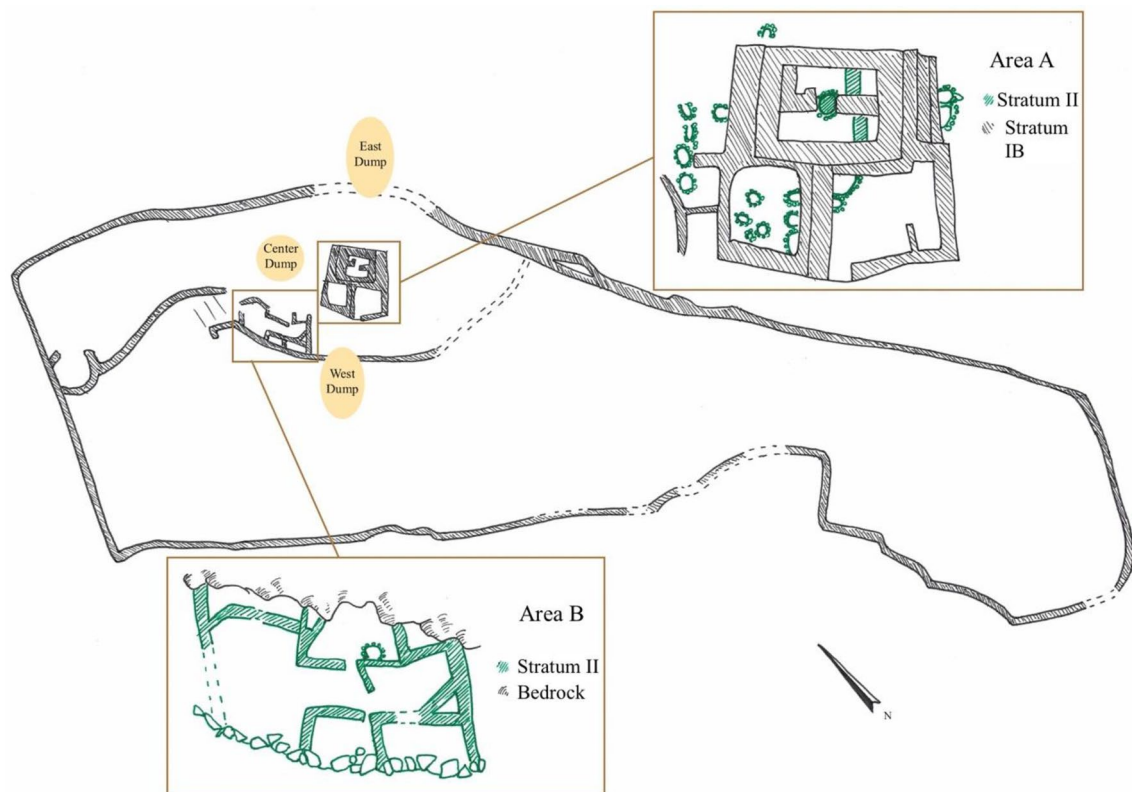 East
Dump
Center
Dump
West
Dump
Area A
Stratum II
Stratum
IB
Area B
Stratum II
Bedrock
N